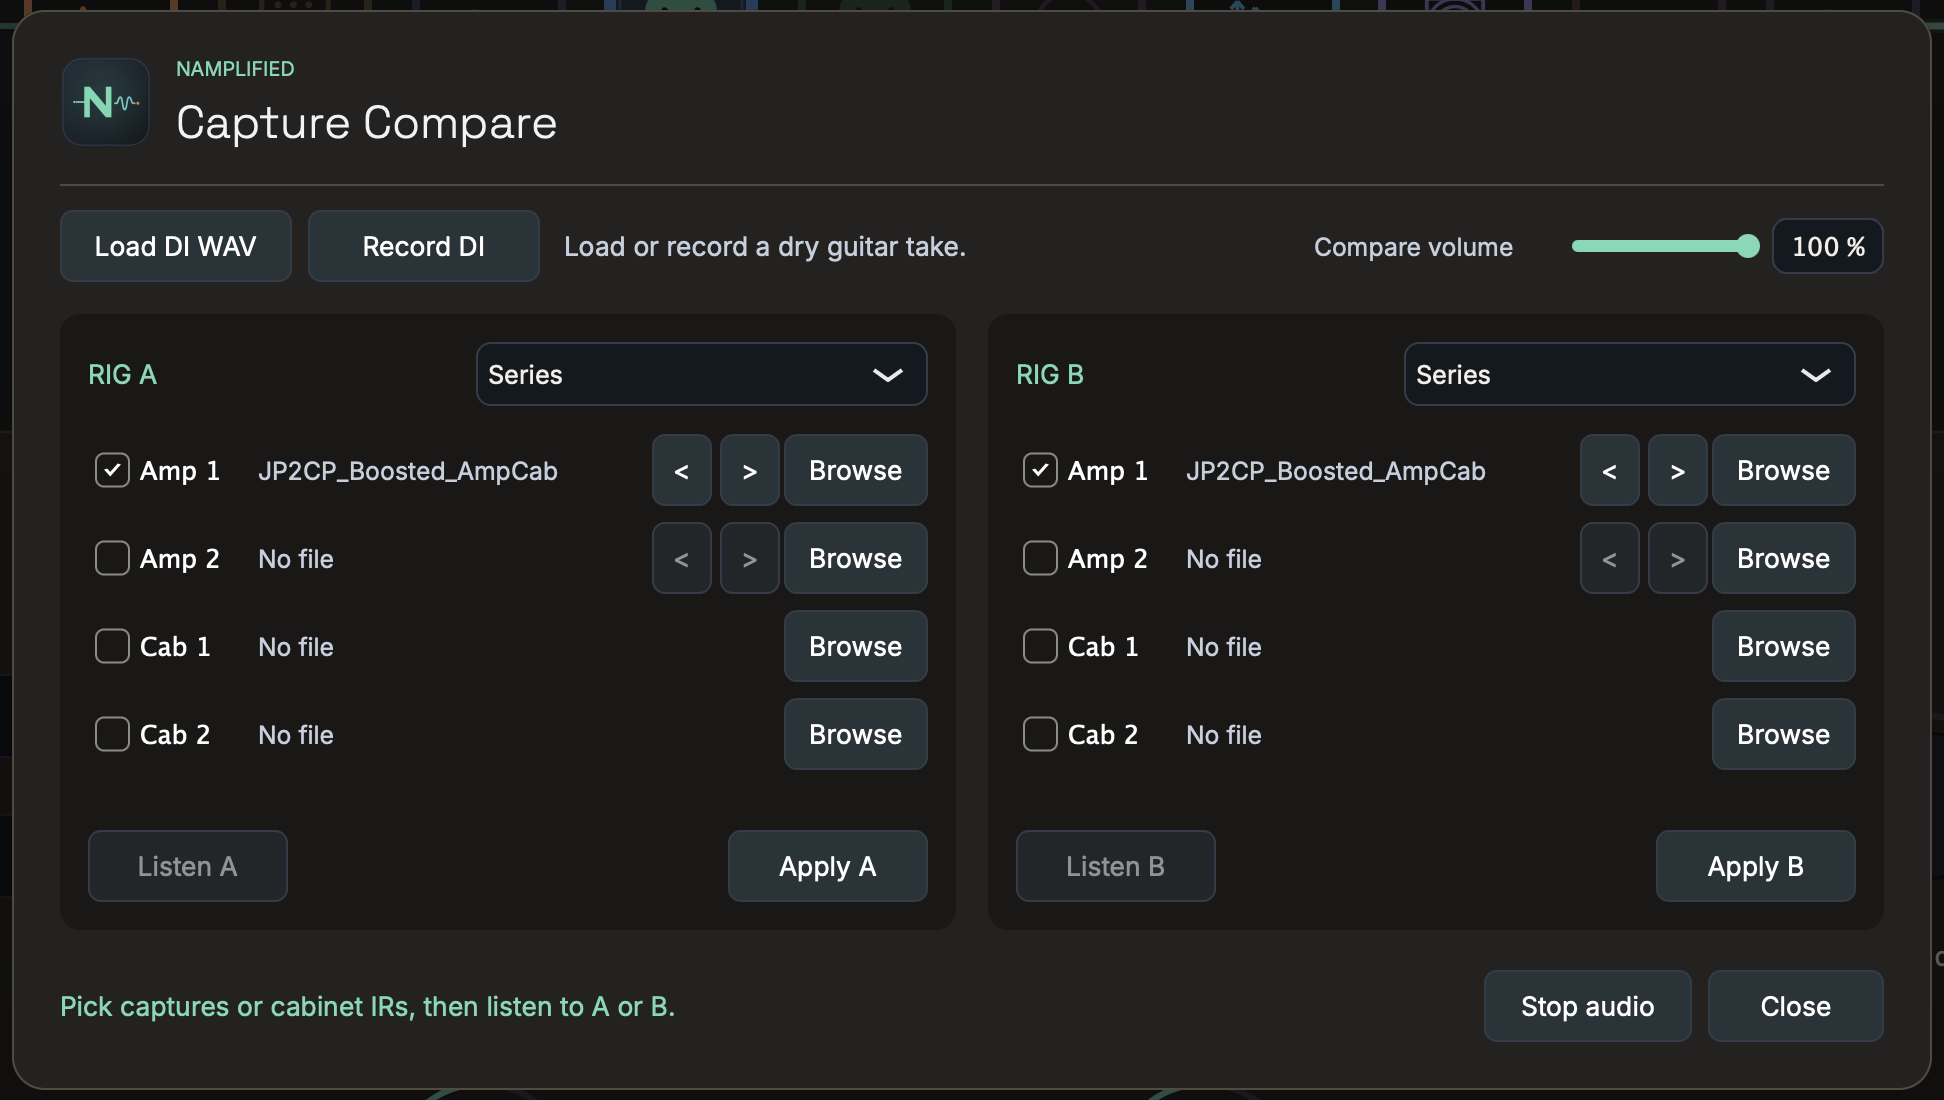 NAMPLIFIED
Capture Compare
Load DI WAV
Record DI
Load or record a dry guitar take.
Compare volume
100 %
RIG A
Series
Amp 1
JP2CP_Boosted_AmpCab
<
>
Browse
Amp 2
No file
<
>
Browse
Cab 1
No file
Browse
Cab 2
No file
Browse
Listen A
Apply A
RIG B
Series
Amp 1
JP2CP_Boosted_AmpCab
<
>
Browse
Amp 2
No file
<
>
Browse
Cab 1
No file
Browse
Cab 2
No file
Browse
Listen B
Apply B
Pick captures or cabinet IRs, then listen to A or B.
Stop audio
Close